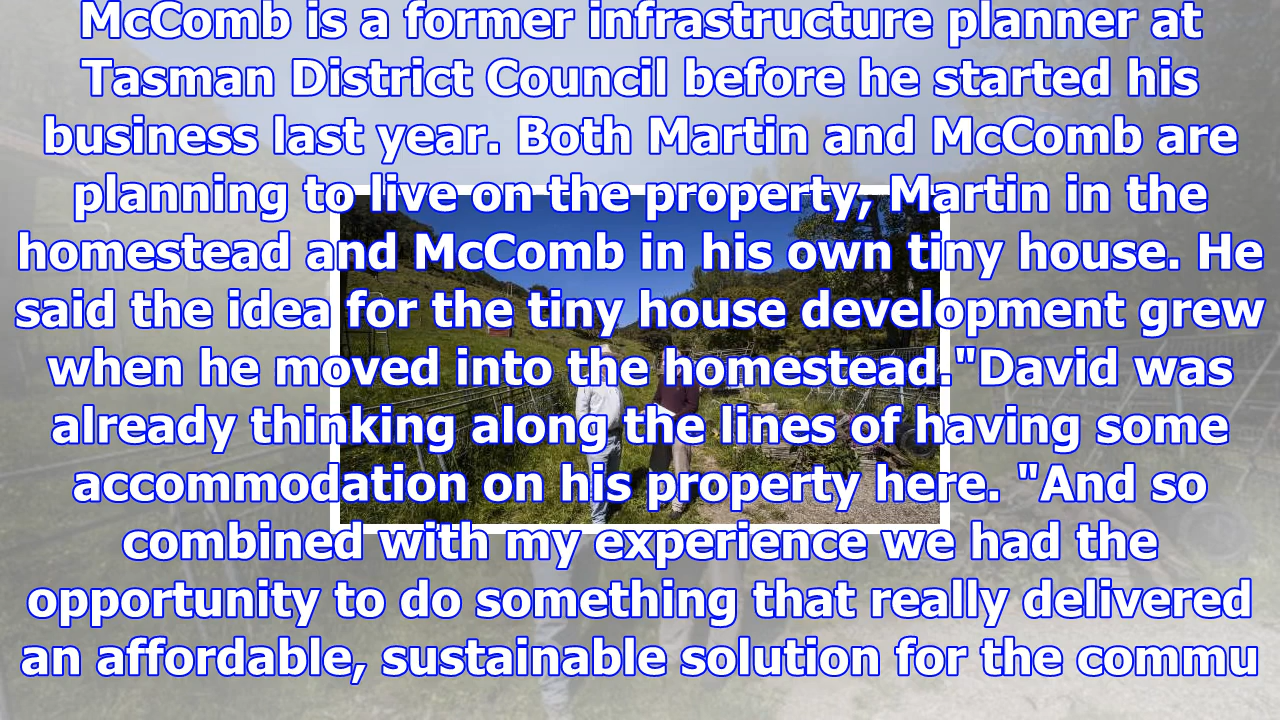 McComb is a former infrastructure planner at
Tasman District Council before he started his
business last year. Both Martin and McComb are
planning to live on the property, Martin in the
homestead and McComb in his own tiny house. He
said the idea for the tiny house development grew
when he moved into the homestead."David was
already thinking along the lines of having some
accommodation on his property here. "And so
combined with my experience we had the
opportunity to do something that really delivered
an affordable, sustainable solution for the commu